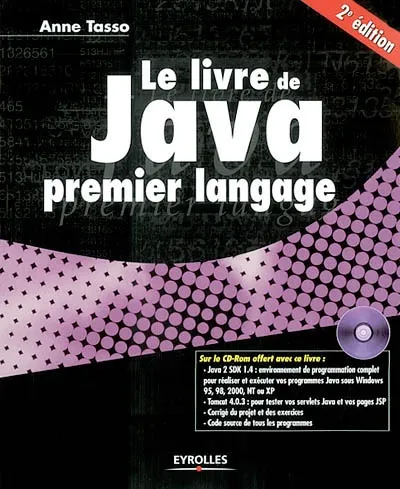 Anne Tasso
2e édition
Le livre de
Java
premier langage
Sur le CD-Rom offert avec ce livre :
• Java 2 SDK 1.4 : environnement de programmation complet
pour réaliser et exécuter vos programmes Java sous Windows
95, 98, 2000, NT ou XP
• Tomcat 4.0.3 : pour tester vos servlets Java et vos pages JSP
• Corrigé du projet et des exercices
• Code source de tous les programmes
EYROLLES